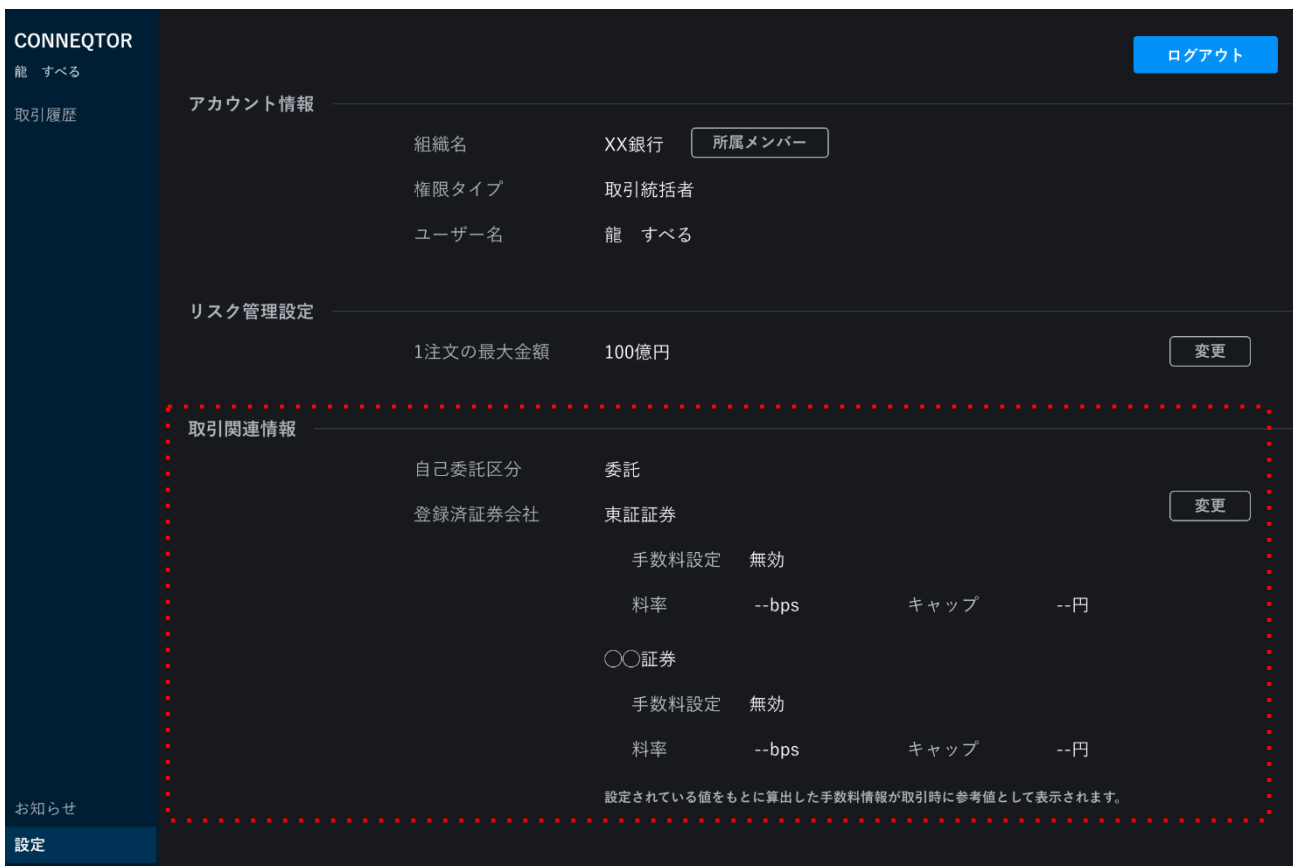 CONNEQTOR
龍　すべる
取引履歴
ログアウト
アカウント情報
組織名 XX銀行 所属メンバー
権限タイプ 取引統括者
ユーザー名 龍　すべる
リスク管理設定
1注文の最大金額 100億円 変更
取引関連情報
自己委託区分 委託
登録済証券会社 東証証券 変更
手数料設定 無効
料率 --bps キャップ --円
◯◯証券
手数料設定 無効
料率 --bps キャップ --円
設定されている値をもとに算出した手数料情報が取引時に参考値として表示されます。
お知らせ
設定